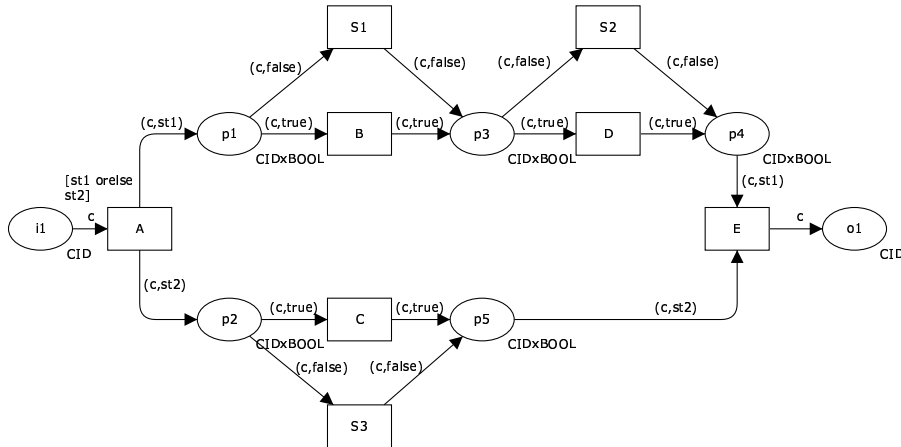 S1
S2
(c,false)
(c,false)
(c,false)
(c,false)
(c,st1)
p1
(c,true)
B
(c,true)
p3
(c,true)
D
(c,true)
p4
CIDxBOOL
CIDxBOOL
CIDxBOOL
[st1 orelse
st2]
(c,st1)
i1
c
A
E
c
o1
CID
CID
(c,st2)
p2
(c,true)
C
(c,true)
p5
(c,st2)
CIDxBOOL
CIDxBOOL
(c,false)
(c,false)
S3